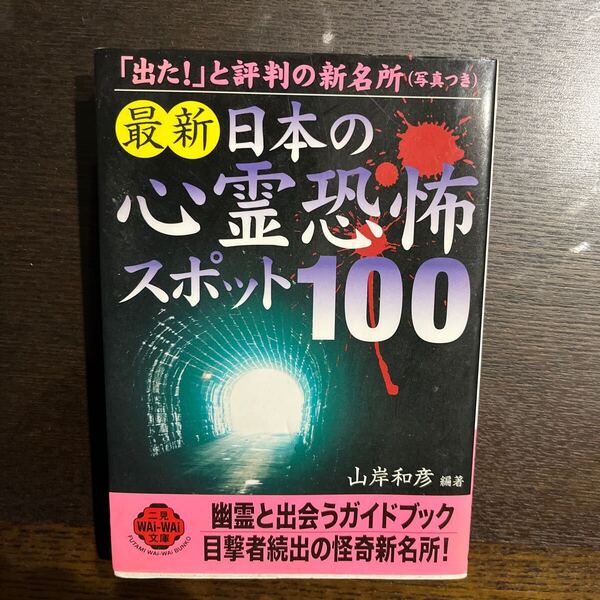 「出た!」と評判の新名所(写真つき)
最新 日本の
心霊恐怖
スポット100
山岸和彦 編著
二見
WAi-WAi
文庫
FUTAMI WAi-WAi BUNKO
幽霊と出会うガイドブック
目撃者続出の怪奇新名所!